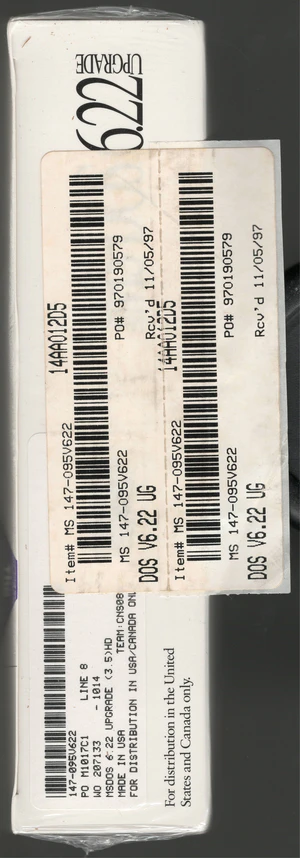 6.22
UPGRADE
14AA012D5
Item# MS 147-095V622
PO# 970190579
MS 147-095V622
Rcv'd 11/05/97
DOS V6.22 UG
14AA012D5
Item# MS 147-095V622
PO# 970190579
MS 147-095V622
Rcv'd 11/05/97
DOS V6.22 UG
147-095V622
PO M1017C1 LINE 8
WO 207133 - 1014
MSDOS 6.22 UPGRADE (3.5)HD
MADE IN USA TEAM:CNS08
FOR DISTRIBUTION IN USA/CANADA ONL
For distribution in the United
States and Canada only.